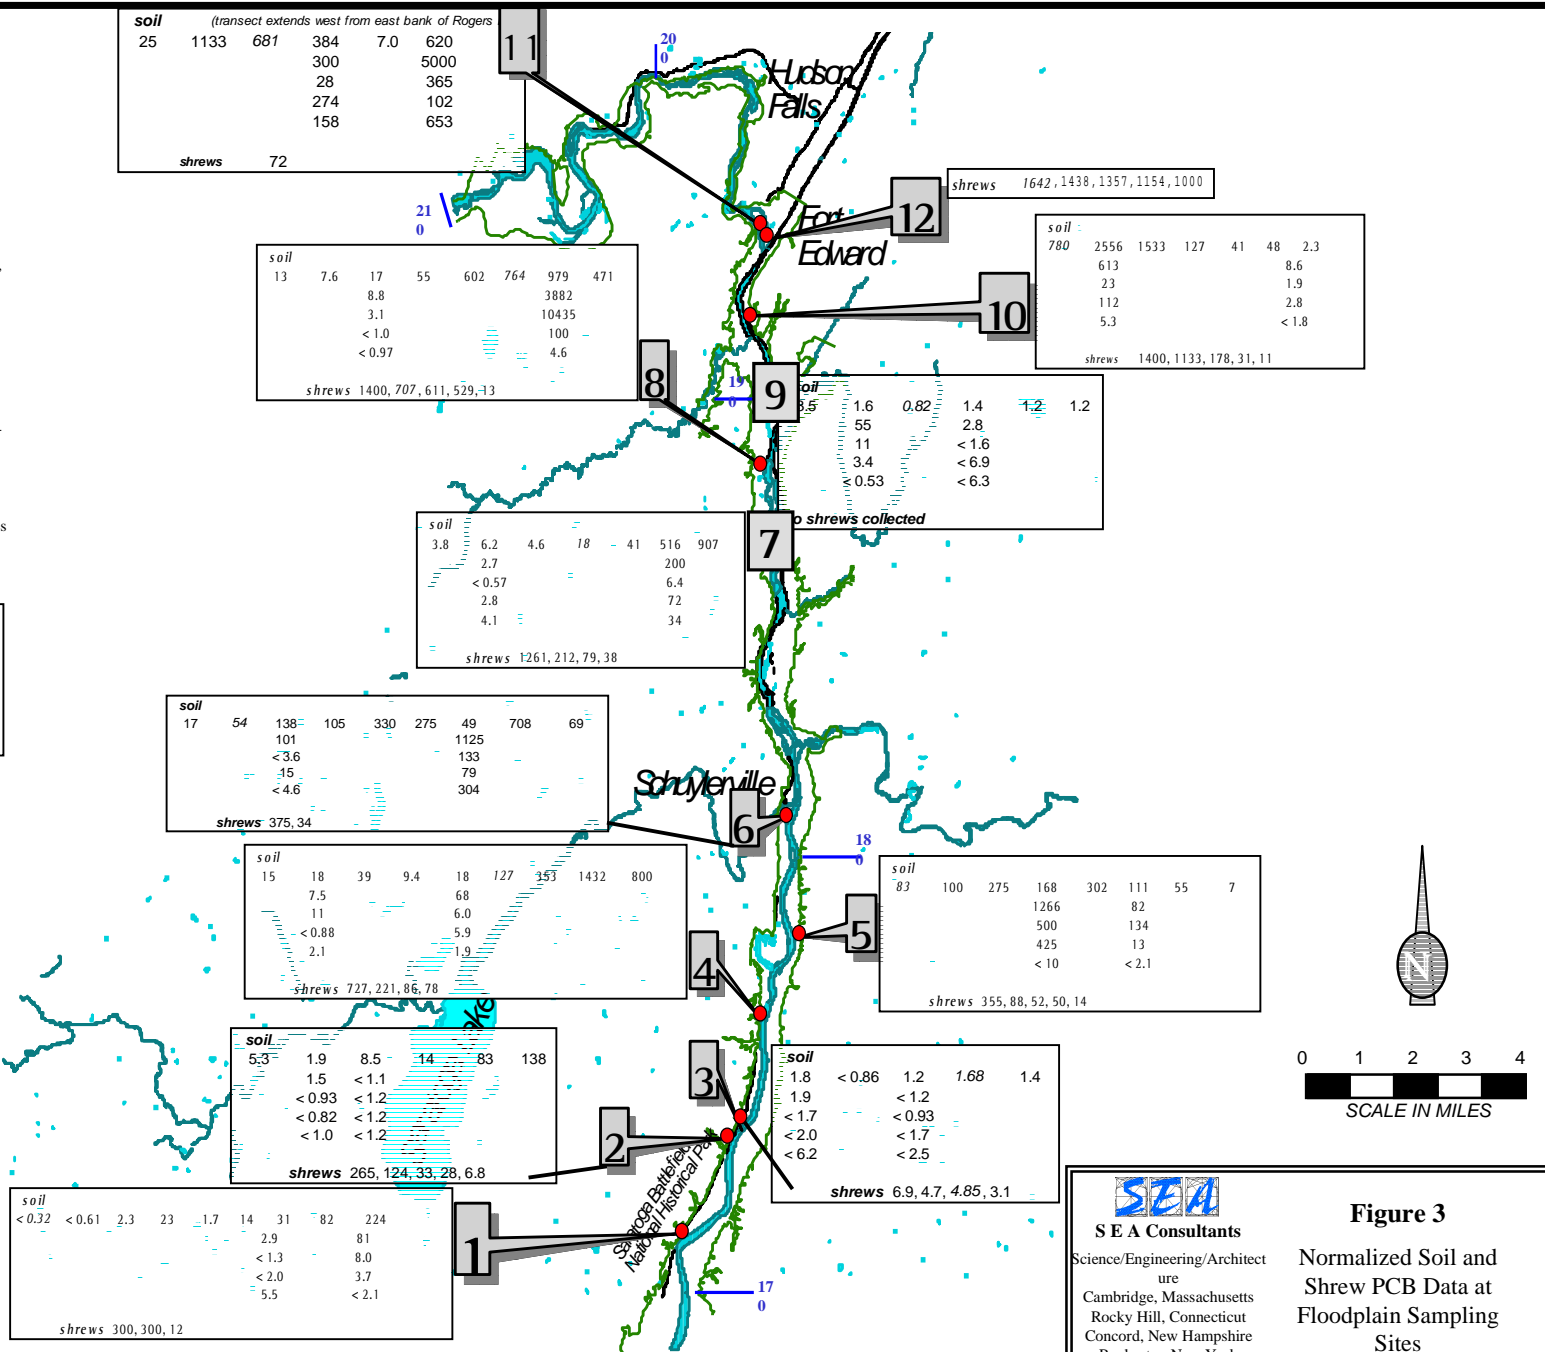 soil (transect extends west from east bank of Rogers
25 1133 681 384 7.0 620
300 5000
28 365
274 102
158 653
shrews 72
11
20
0
Hudson
Falls
21
0
12
shrews 1642, 1438, 1357, 1154, 1000
Fort
Edward
soil
780 2556 1533 127 41 48 2.3
613 8.6
23 1.9
112 2.8
5.3 < 1.8
shrews 1400, 1133, 178, 31, 11
10
soil
13 7.6 17 55 602 764 979 471
8.8 3882
3.1 10435
< 1.0 100
< 0.97 4.6
shrews 1400, 707, 611, 529, 13
8
19
0
9
oil
3.5 1.6 0.82 1.4 1.2 1.2
55 2.8
11 < 1.6
3.4 < 6.9
< 0.53 < 6.3
o shrews collected
s
soil
3.8 6.2 4.6 18 41 516 907
2.7 200
< 0.57 6.4
2.8 72
4.1 34
shrews 1261, 212, 79, 38
7
soil
17 54 138 105 330 275 49 708 69
101 1125
< 3.6 133
15 79
< 4.6 304
shrews 375, 34
Schuylerville
6
18
0
soil
15 18 39 9.4 18 127 353 1432 800
7.5 68
11 6.0
< 0.88 5.9
2.1 1.9
shrews 727, 221, 86, 78
4
5
soil
83 100 275 168 302 111 55 7
1266 82
500 134
425 13
< 10 < 2.1
shrews 355, 88, 52, 50, 14
N
0 1 2 3 4
SCALE IN MILES
soil
5.3 1.9 8.5 14 83 138
1.5 < 1.1
< 0.93 < 1.2
< 0.82 < 1.2
< 1.0 < 1.2
shrews 265, 124, 33, 28, 6.8
3
2
soil
1.8 < 0.86 1.2 1.68 1.4
1.9 < 1.2
< 1.7 < 0.93
< 2.0 < 1.7
< 6.2 < 2.5
shrews 6.9, 4.7, 4.85, 3.1
Saratoga Battlefield
National Historical Park
soil
< 0.32 < 0.61 2.3 23 1.7 14 31 82 224
2.9 81
< 1.3 8.0
< 2.0 3.7
5.5 < 2.1
shrews 300, 300, 12
1
17
0
SEA
S E A Consultants
Science/Engineering/Architect
ure
Cambridge, Massachusetts
Rocky Hill, Connecticut
Concord, New Hampshire
Figure 3
Normalized Soil and
Shrew PCB Data at
Floodplain Sampling
Sites